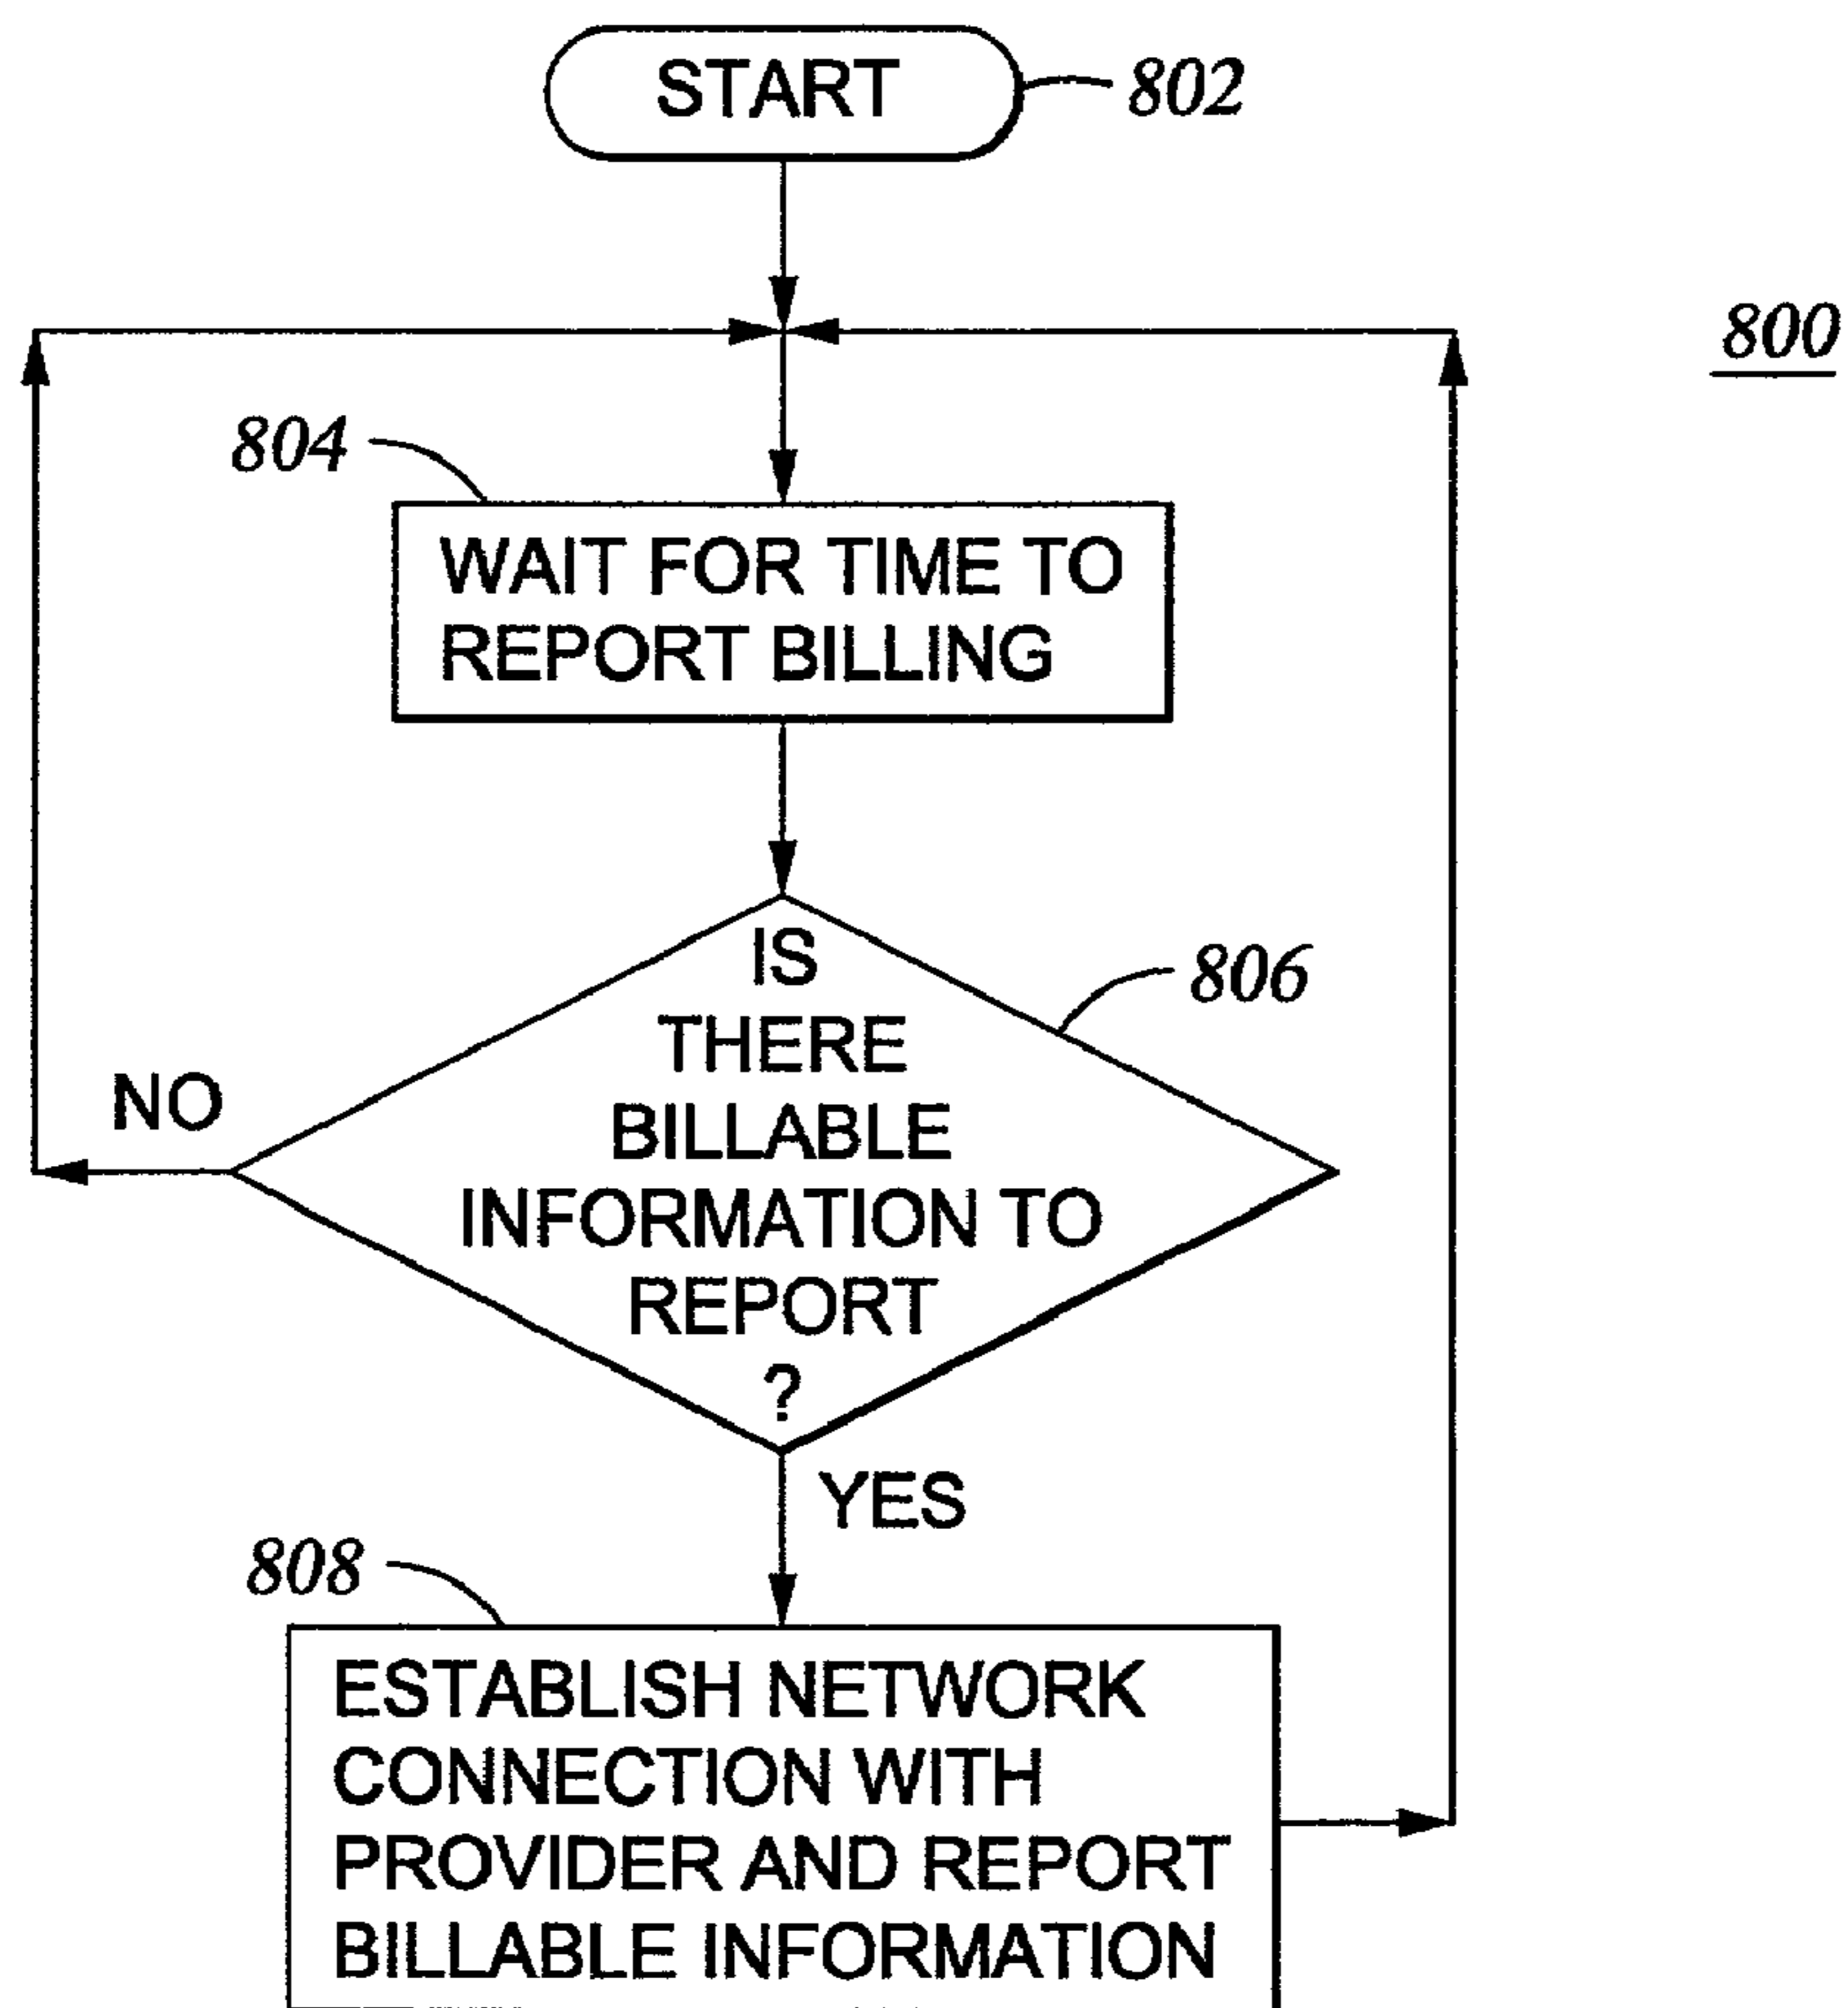 START
802
800
804
WAIT FOR TIME TO
REPORT BILLING
IS
THERE
BILLABLE
INFORMATION TO
REPORT
?
806
NO
YES
808
ESTABLISH NETWORK
CONNECTION WITH
PROVIDER AND REPORT
BILLABLE INFORMATION